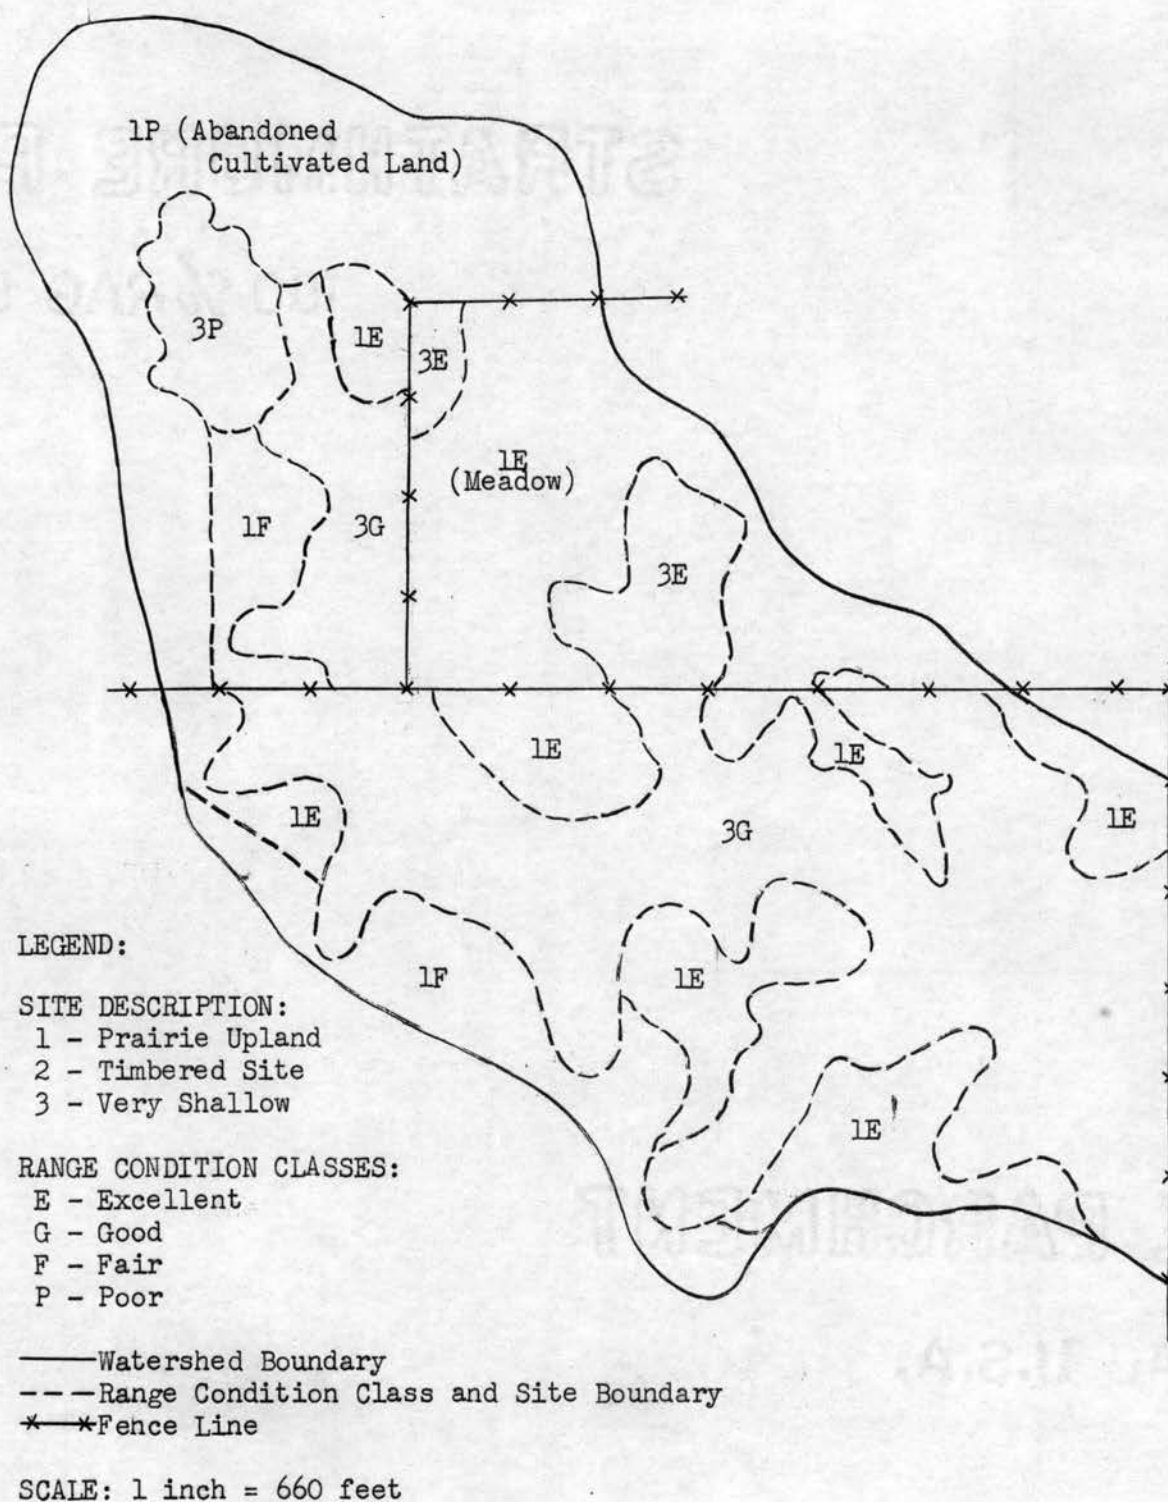 1P (Abandoned
Cultivated Land)
3P
1E
3E
1E
(Meadow)
1F
3G
3E
1E
1E
1E
1E
3G
1F
1E
1E
LEGEND:
SITE DESCRIPTION:
1 - Prairie Upland
2 - Timbered Site
3 - Very Shallow
RANGE CONDITION CLASSES:
E - Excellent
G - Good
F - Fair
P - Poor
Watershed Boundary
Range Condition Class and Site Boundary
Fence Line
SCALE: 1 inch = 660 feet